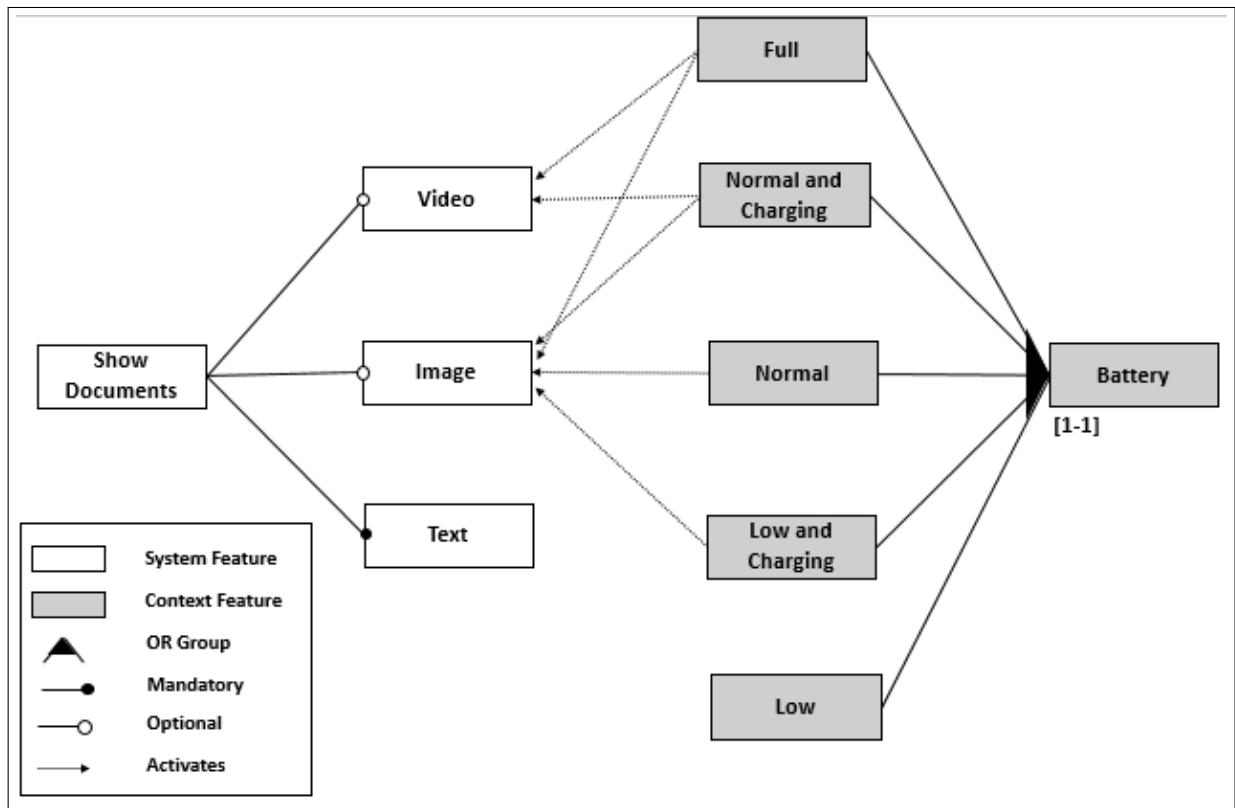 Full
Video
Normal and
Charging
Show
Documents
Image
Normal
Battery
[1-1]
Text
Low and
Charging
Low
System Feature
Context Feature
OR Group
Mandatory
Optional
Activates